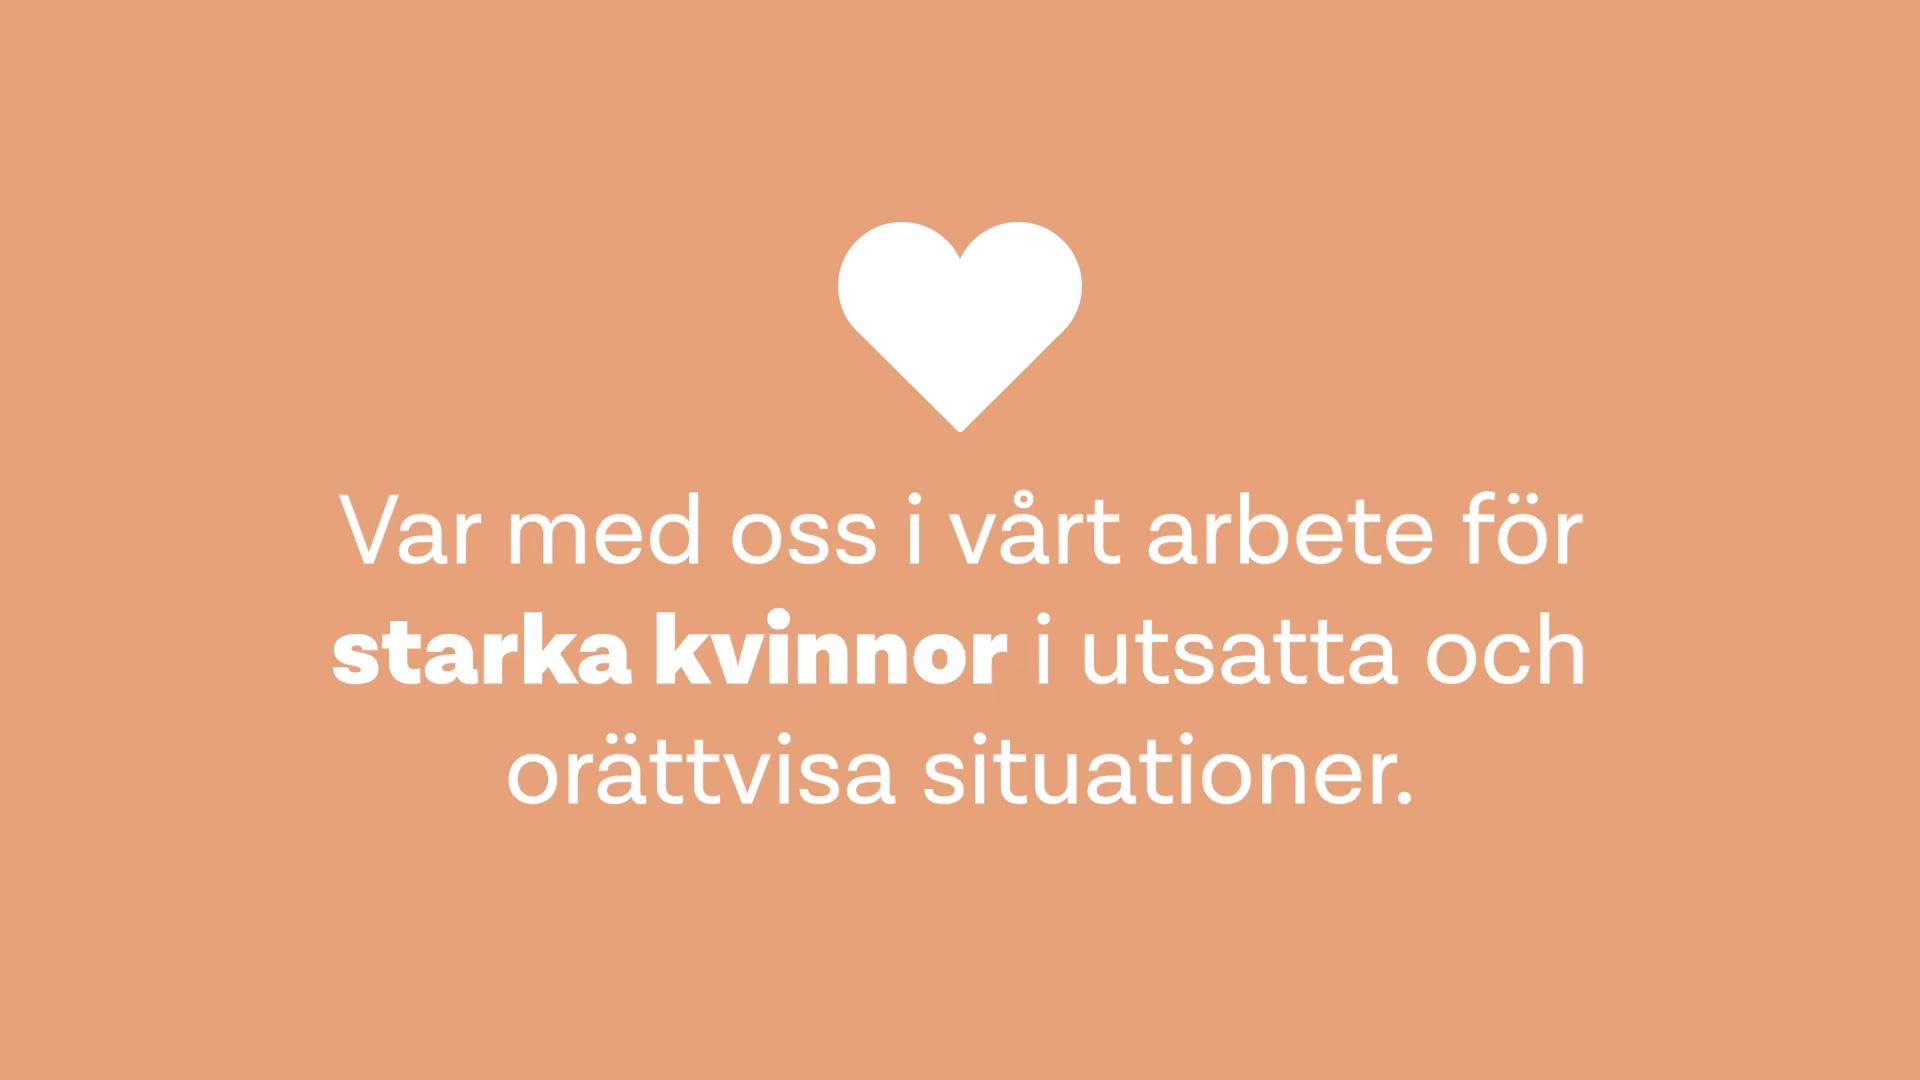 Var med oss i vårt arbete för
starka kvinnor i utsatta och
orättvisa situationer.